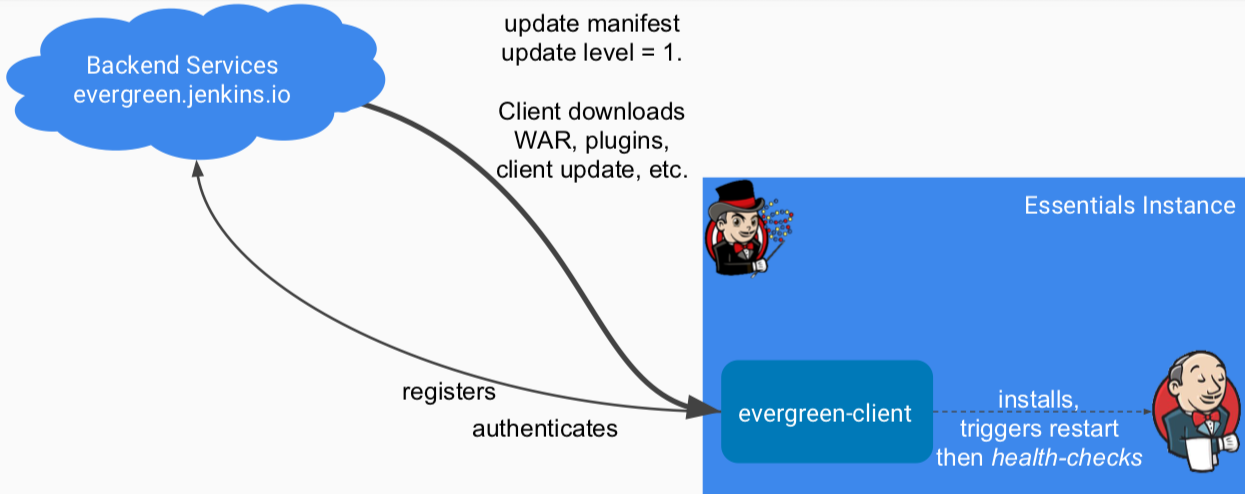 update manifest
update level = 1.
Backend Services
evergreen.jenkins.io
Client downloads
WAR, plugins,
client update, etc.
Essentials Instance
registers
authenticates
evergreen-client
installs,
triggers restart
then health-checks